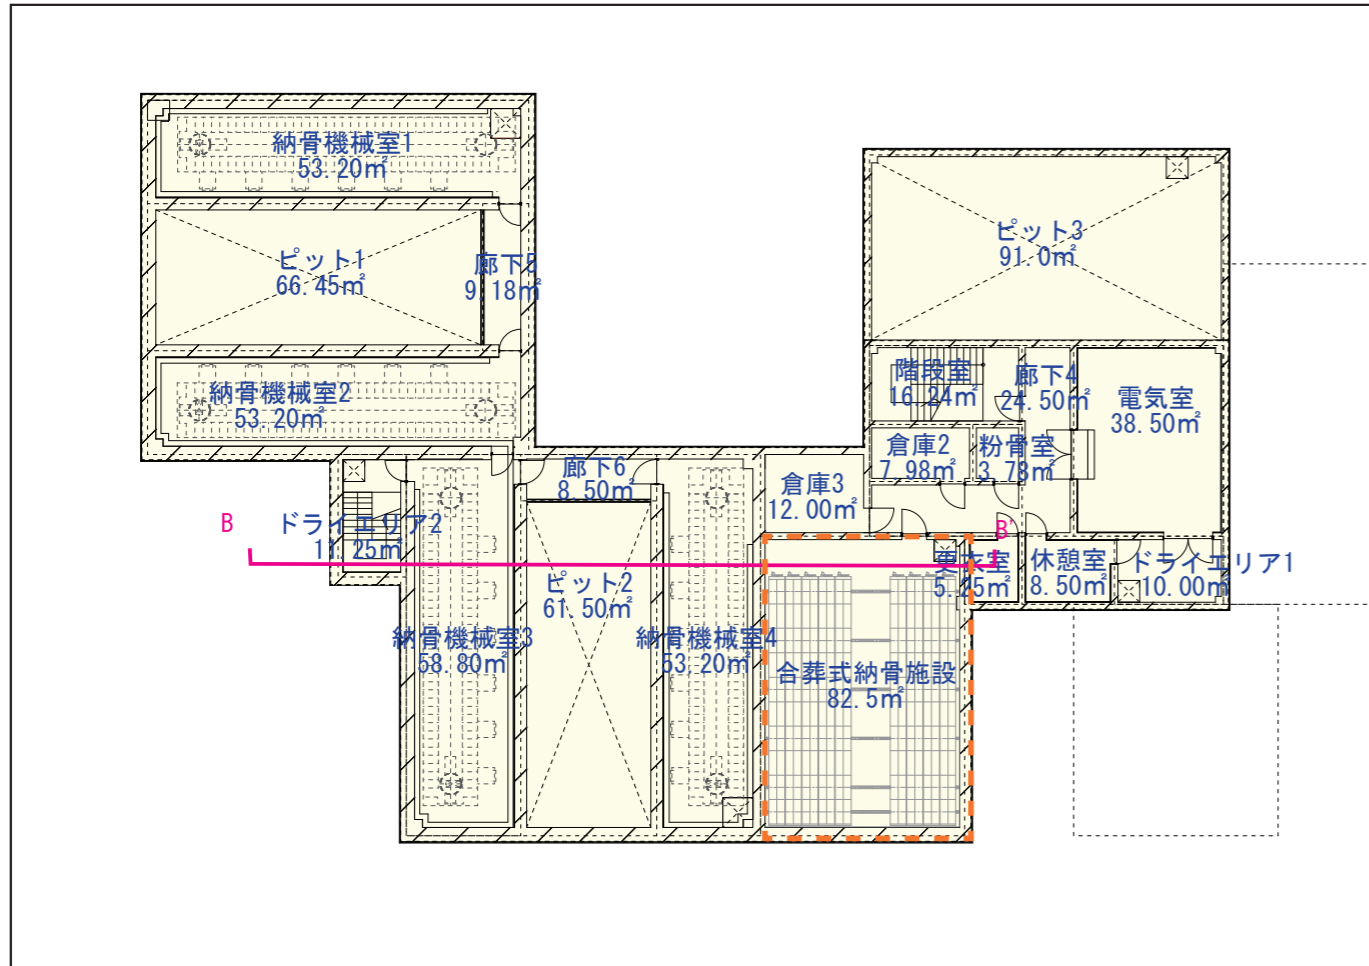 納骨機械室1
53.20㎡
ピット1
66.45㎡
廊下5
9.18㎡
納骨機械室2
53.20㎡
ピット3
91.0㎡
階段室
16.24㎡
廊下4
24.50㎡
電気室
38.50㎡
倉庫2
7.98㎡
粉骨室
3.78㎡
廊下6
8.50㎡
倉庫3
12.00㎡
B
ドライエリア2
11.25㎡
B'
更衣室
5.25㎡
休憩室
8.50㎡
ドライエリア1
10.00㎡
ピット2
61.50㎡
納骨機械室3
58.80㎡
納骨機械室4
53.20㎡
合葬式納骨施設
82.5㎡